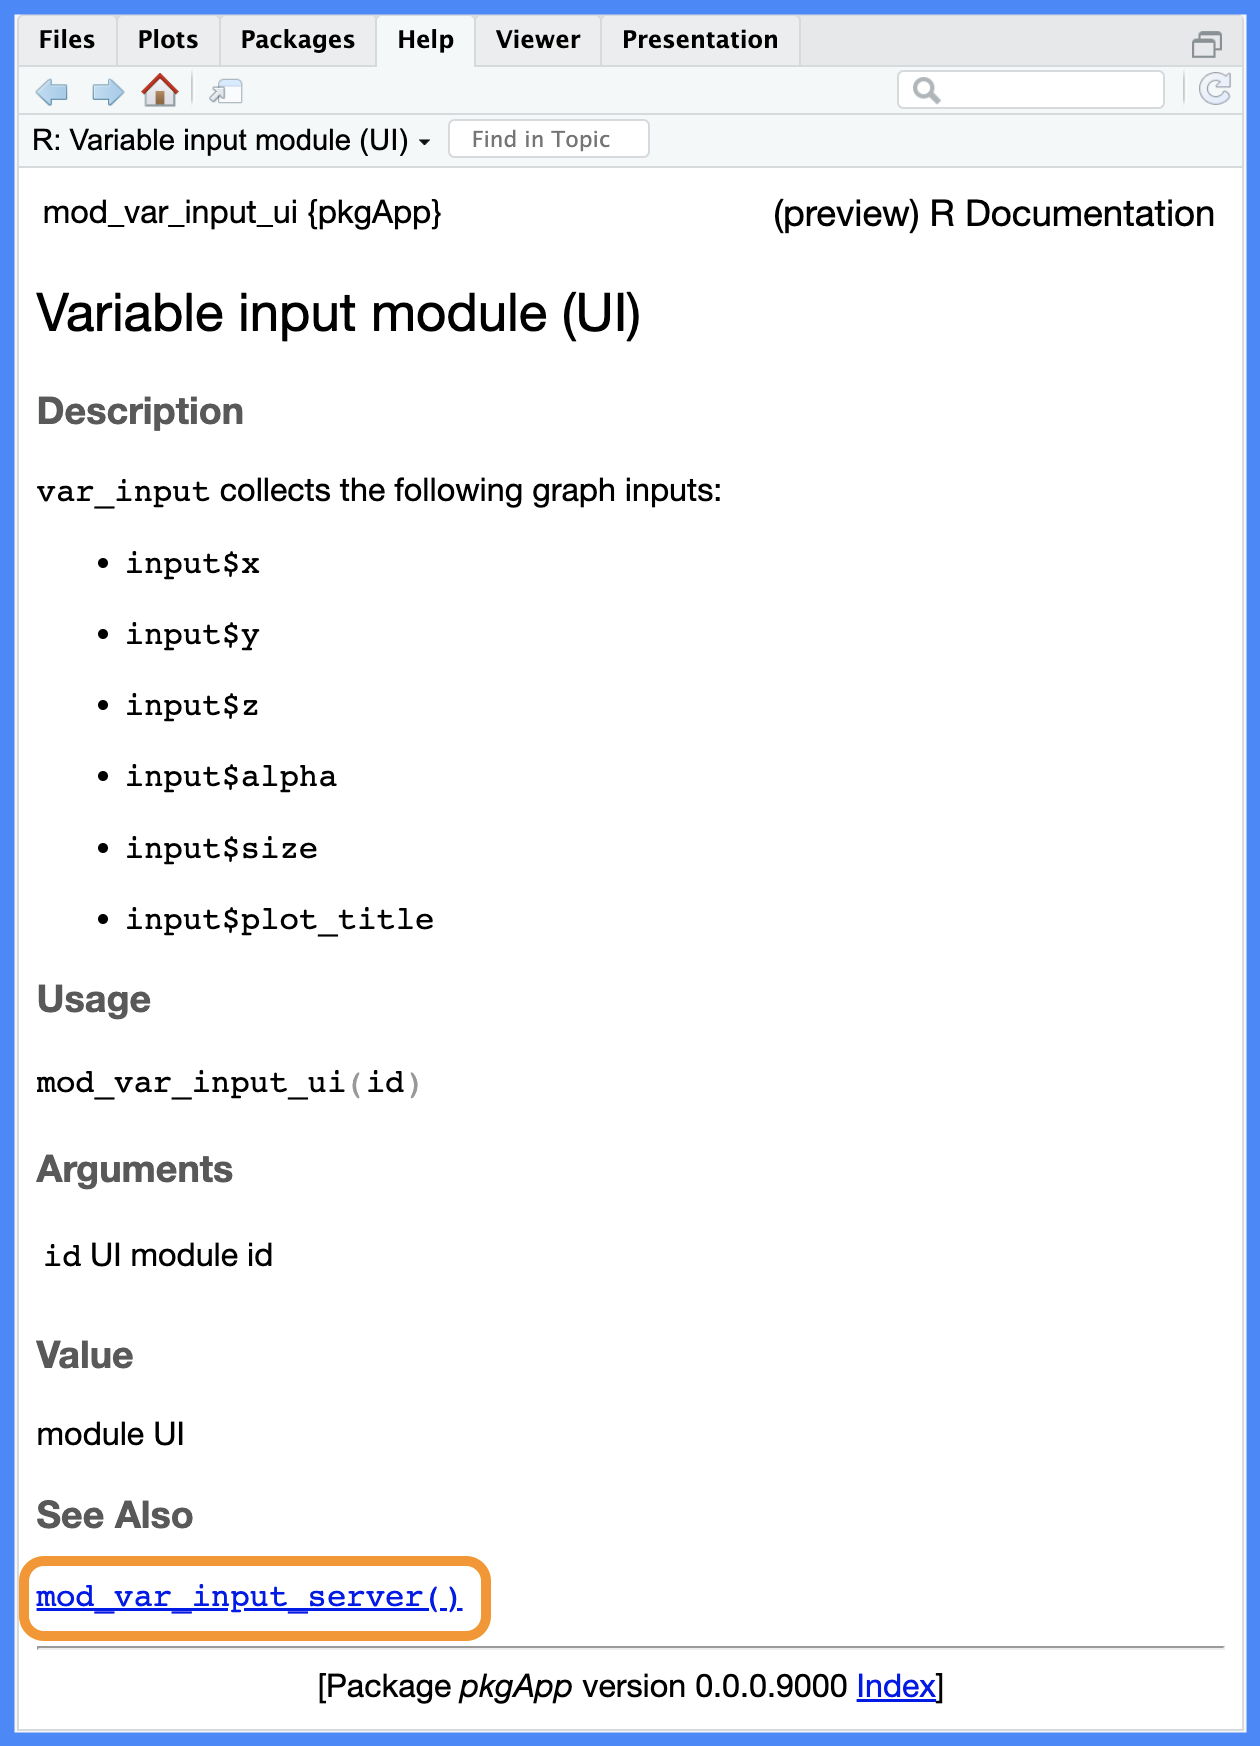 Files Plots Packages Help Viewer Presentation
R: Variable input module (UI) Find in Topic
mod_var_input_ui {pkgApp} (preview) R Documentation
Variable input module (UI)
Description
var_input collects the following graph inputs:
• input$x
• input$y
• input$z
• input$alpha
• input$size
• input$plot_title
Usage
mod_var_input_ui(id)
Arguments
id UI module id
Value
module UI
See Also
mod_var_input_server()
[Package pkgApp version 0.0.0.9000 Index]